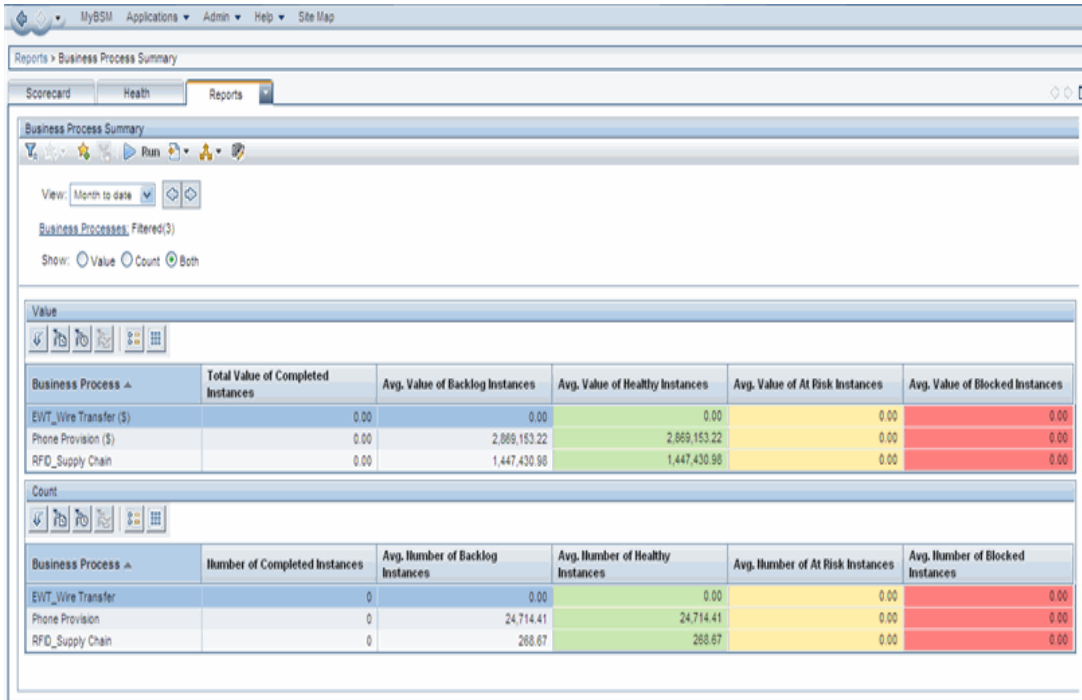 MyBSM Applications Admin Help Site Map
Reports > Business Process Summary
Scorecard Health Reports
Business Process Summary
Run
View: Month to date
Business Processes: Filtered(3)
Show: Value Count Both
Value
Business Process Total Value of Completed Instances Avg. Value of Backlog Instances Avg. Value of Healthy Instances Avg. Value of At Risk Instances Avg. Value of Blocked Instances
EWT_Wire Transfer ($) 0.00 0.00 0.00 0.00 0.00
Phone Provision ($) 0.00 2,869,153.22 2,869,153.22 0.00 0.00
RFID_Supply Chain 0.00 1,447,430.98 1,447,430.98 0.00 0.00
Count
Business Process Number of Completed Instances Avg. Number of Backlog Instances Avg. Number of Healthy Instances Avg. Number of At Risk Instances Avg. Number of Blocked Instances
EWT_Wire Transfer 0 0.00 0.00 0.00 0.00
Phone Provision 0 24,714.41 24,714.41 0.00 0.00
RFID_Supply Chain 0 268.67 268.67 0.00 0.00